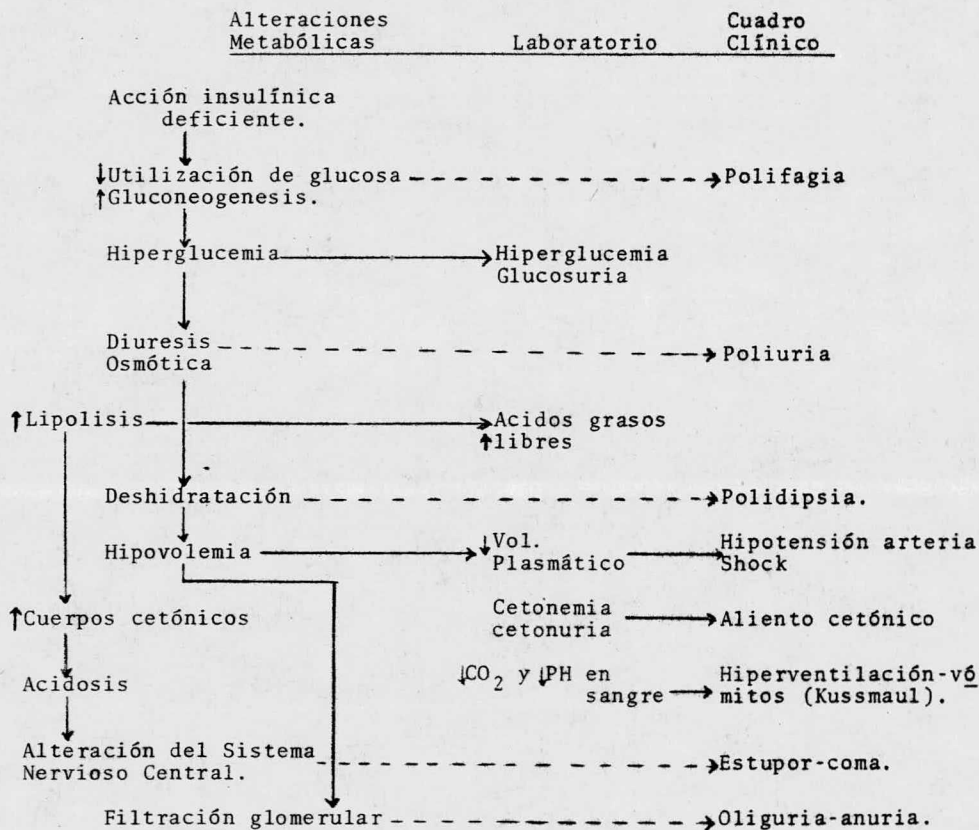 Alteraciones
Metabólicas
Laboratorio
Cuadro
Clínico
Acción insulínica
deficiente.
↓Utilización de glucosa
↑Gluconeogenesis.
Polifagia
Hiperglucemia
Hiperglucemia
Glucosuria
Diuresis
Osmótica
Poliuria
↑Lipolisis
Acidos grasos
↑libres
Deshidratación
Polidipsia.
Hipovolemia
↓Vol.
Plasmático
Hipotensión arteria
Shock
↑Cuerpos cetónicos
Cetonemia
cetonuria
Aliento cetónico
Acidosis
↓CO₂ y ↓PH en
sangre
Hiperventilación-vó
mitos (Kussmaul).
Alteración del Sistema
Nervioso Central.
Estupor-coma.
Filtración glomerular
Oliguria-anuria.